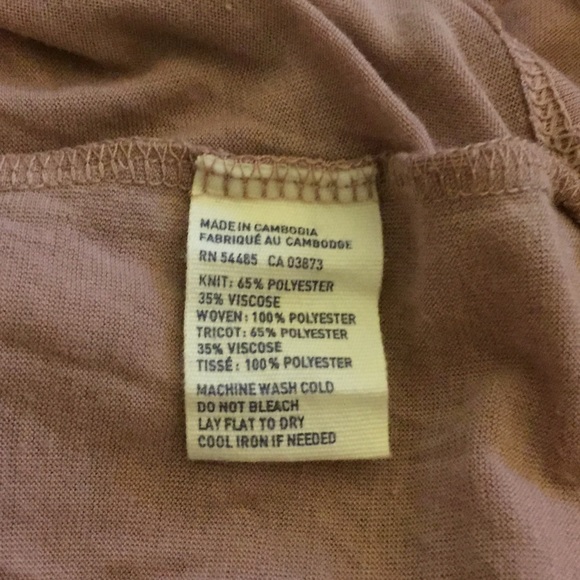 MADE IN CAMBODIA
FABRIQUÉ AU CAMBODGE
RN 54485 CA 03873
KNIT: 65% POLYESTER
35% VISCOSE
WOVEN: 100% POLYESTER
TRICOT: 65% POLYESTER
35% VISCOSE
TISSÉ: 100% POLYESTER
MACHINE WASH COLD
DO NOT BLEACH
LAY FLAT TO DRY
COOL IRON IF NEEDED